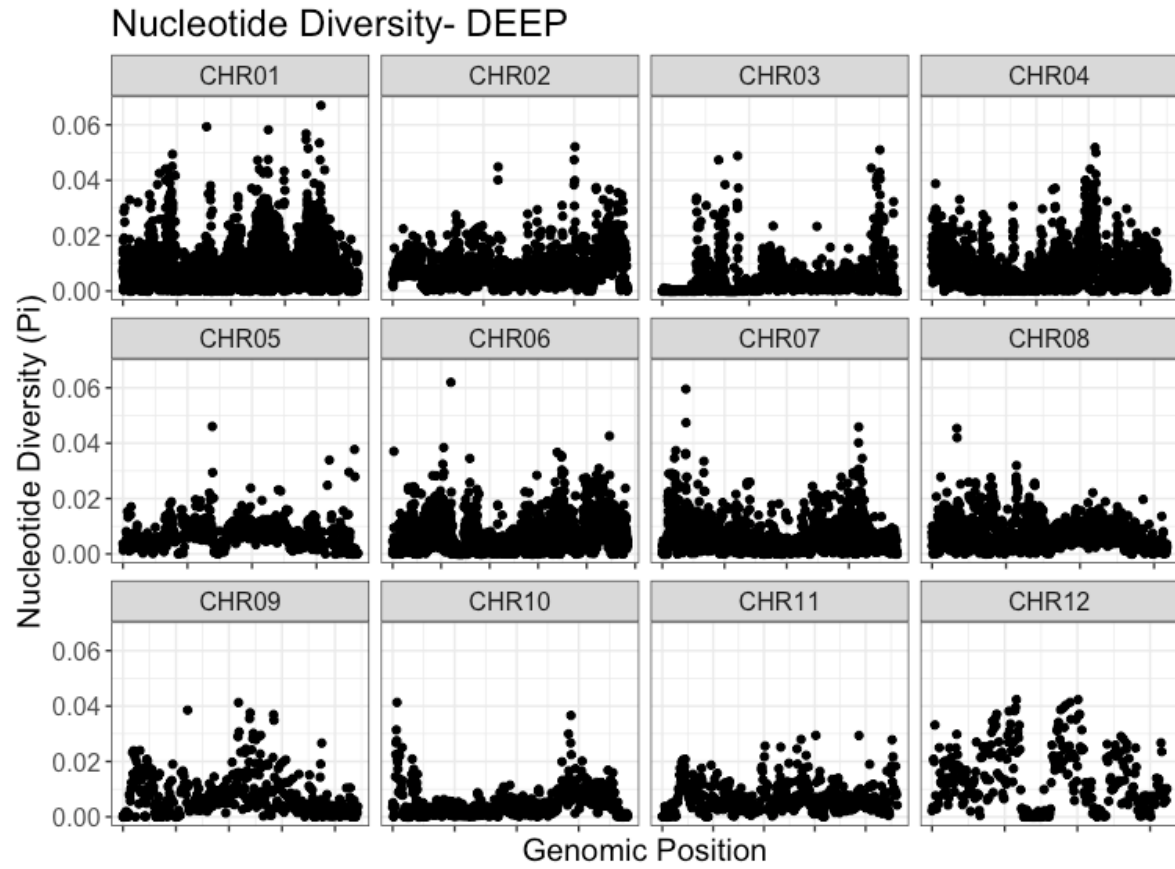 Nucleotide Diversity- DEEP
CHR01 CHR02 CHR03 CHR04
0.06
0.04
0.02
0.00
CHR05 CHR06 CHR07 CHR08
0.06
0.04
0.02
0.00
CHR09 CHR10 CHR11 CHR12
0.06
0.04
0.02
0.00
Nucleotide Diversity (Pi)
Genomic Position